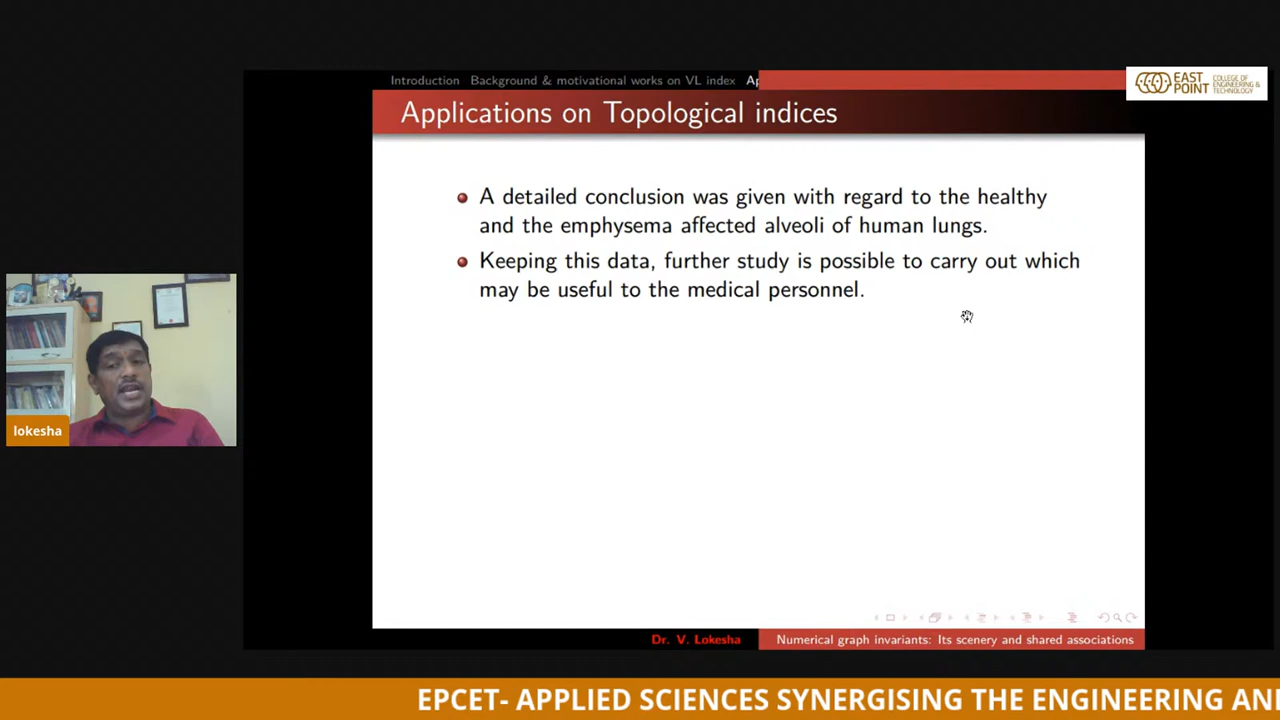 Introduction Background & motivational works on VL index Ap
EAST POINT
COLLEGE OF ENGINEERING & TECHNOLOGY
Applications on Topological indices
A detailed conclusion was given with regard to the healthy
and the emphysema affected alveoli of human lungs.
Keeping this data, further study is possible to carry out which
may be useful to the medical personnel.
lokesha
Dr. V. Lokesha
Numerical graph invariants: Its scenery and shared associations
EPCET- APPLIED SCIENCES SYNERGISING THE ENGINEERING AN